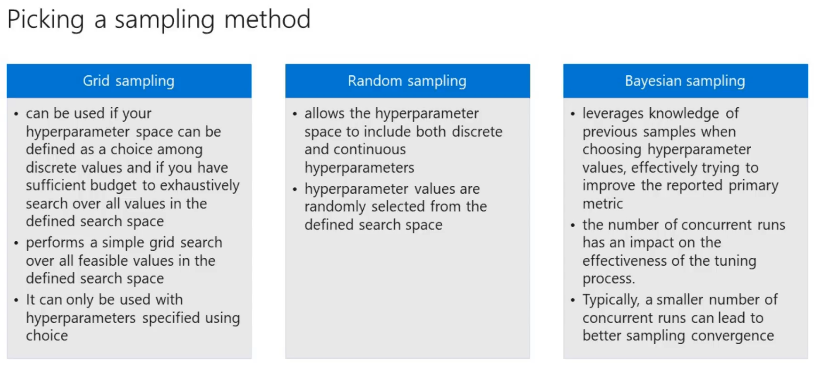 Picking a sampling method
Grid sampling
• can be used if your
hyperparameter space can be
defined as a choice among
discrete values and if you have
sufficient budget to exhaustively
search over all values in the
defined search space
• performs a simple grid search
over all feasible values in the
defined search space
• It can only be used with
hyperparameters specified using
choice
Random sampling
• allows the hyperparameter
space to include both discrete
and continuous
hyperparameters
• hyperparameter values are
randomly selected from the
defined search space
Bayesian sampling
• leverages knowledge of
previous samples when
choosing hyperparameter
values, effectively trying to
improve the reported primary
metric
• the number of concurrent runs
has an impact on the
effectiveness of the tuning
process.
• Typically, a smaller number of
concurrent runs can lead to
better sampling convergence